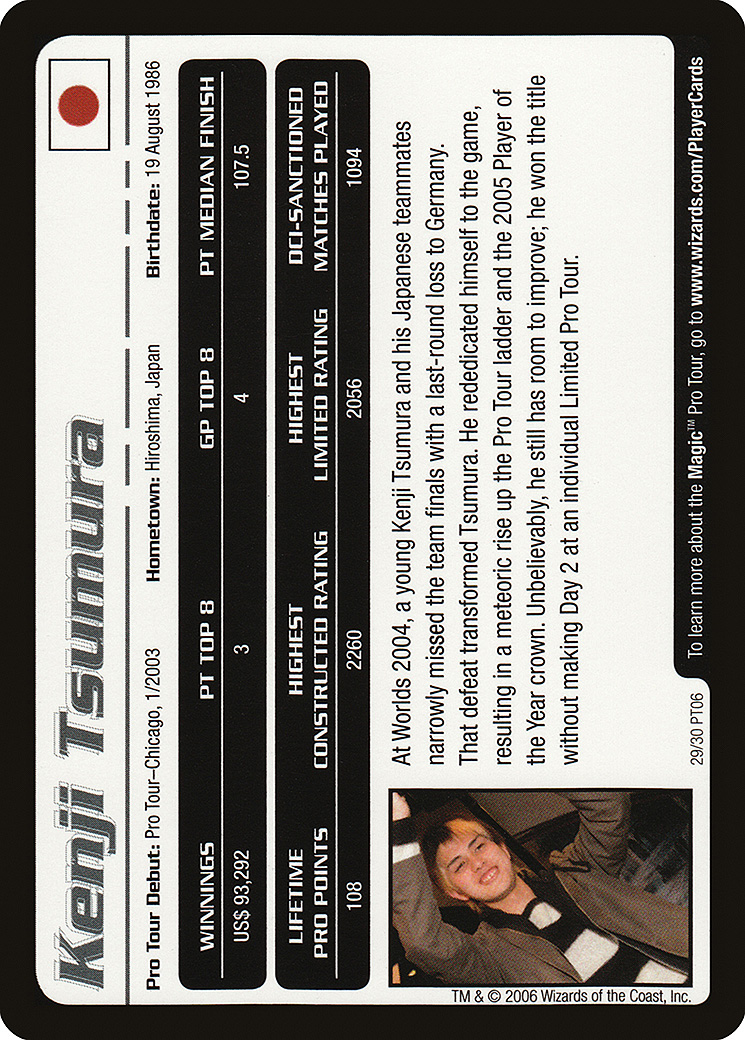 Kenji Tsumura
Pro Tour Debut: Pro Tour–Chicago, 1/2003 Hometown: Hiroshima, Japan Birthdate: 19 August 1986
WINNINGS PT TOP 8 GP TOP 8 PT MEDIAN FINISH
US$ 93,292 3 4 107.5
LIFETIME HIGHEST HIGHEST DCI-SANCTIONED
PRO POINTS CONSTRUCTED RATING LIMITED RATING MATCHES PLAYED
108 2260 2056 1094
At Worlds 2004, a young Kenji Tsumura and his Japanese teammates
narrowly missed the team finals with a last-round loss to Germany.
That defeat transformed Tsumura. He rededicated himself to the game,
resulting in a meteoric rise up the Pro Tour ladder and the 2005 Player of
the Year crown. Unbelievably, he still has room to improve; he won the title
without making Day 2 at an individual Limited Pro Tour.
TM & © 2006 Wizards of the Coast, Inc.
29/30 PT06
To learn more about the Magic™ Pro Tour, go to www.wizards.com/PlayerCards